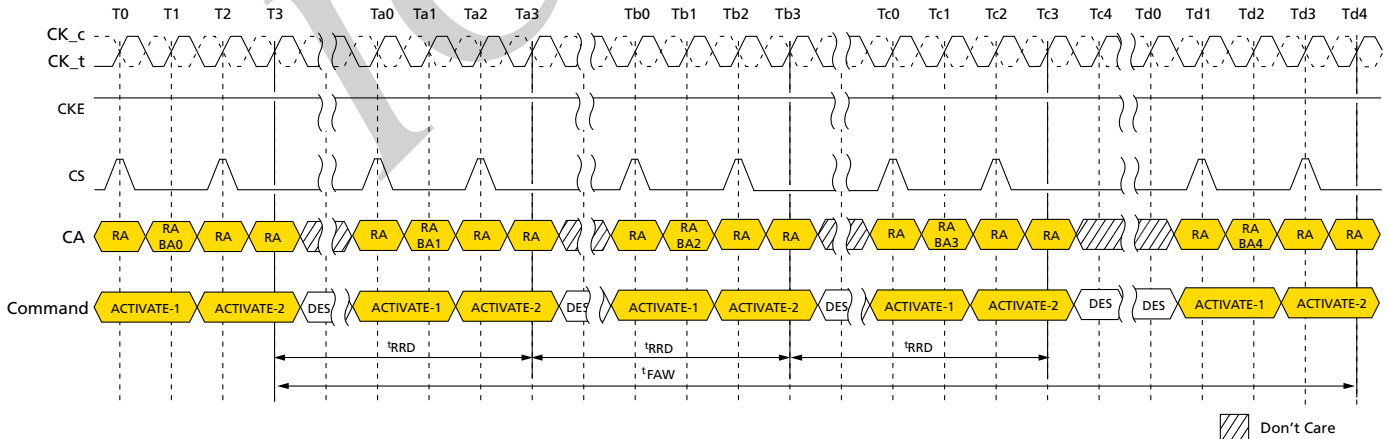 T0 T1 T2 T3 Ta0 Ta1 Ta2 Ta3 Tb0 Tb1 Tb2 Tb3 Tc0 Tc1 Tc2 Tc3 Tc4 Td0 Td1 Td2 Td3 Td4
CK_c
CK_t
CKE
CS
CA RA RA BA0 RA RA RA RA BA1 RA RA RA RA BA2 RA RA RA RA BA3 RA RA RA RA BA4 RA RA
Command ACTIVATE-1 ACTIVATE-2 DES ACTIVATE-1 ACTIVATE-2 DES ACTIVATE-1 ACTIVATE-2 DES ACTIVATE-1 ACTIVATE-2 DES DES ACTIVATE-1 ACTIVATE-2
tRRD tRRD tRRD
tFAW
Don't Care